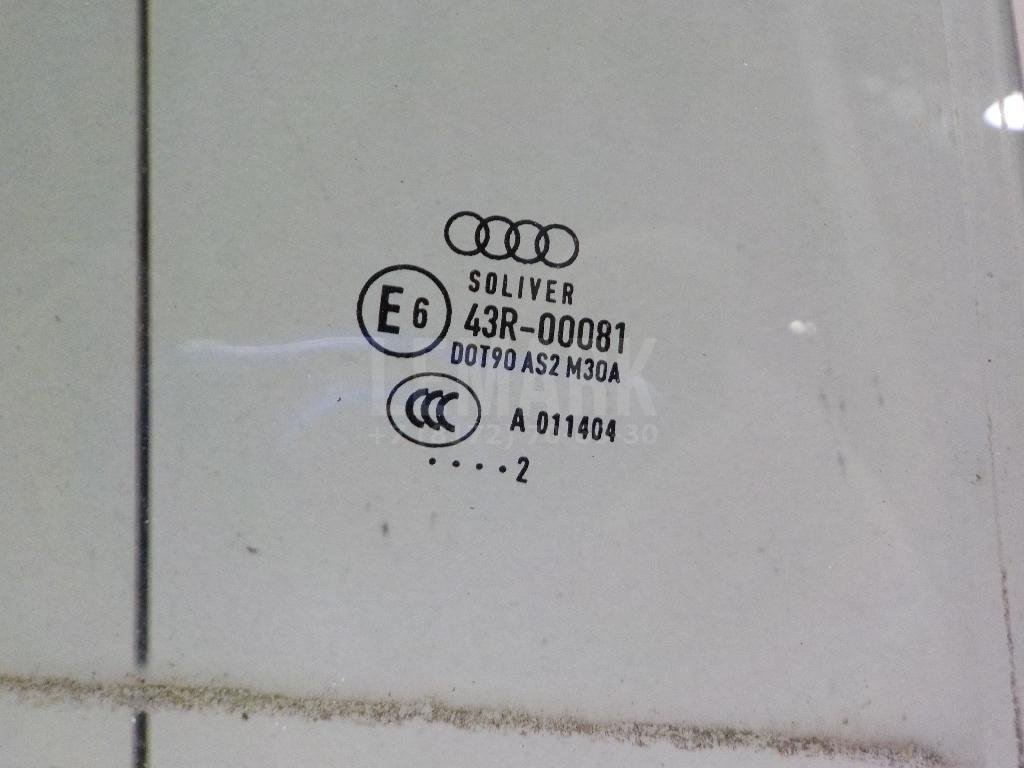 SOLIVER
E6 43R-00081
DOT90 AS2 M30A
CCC A 011404
....2